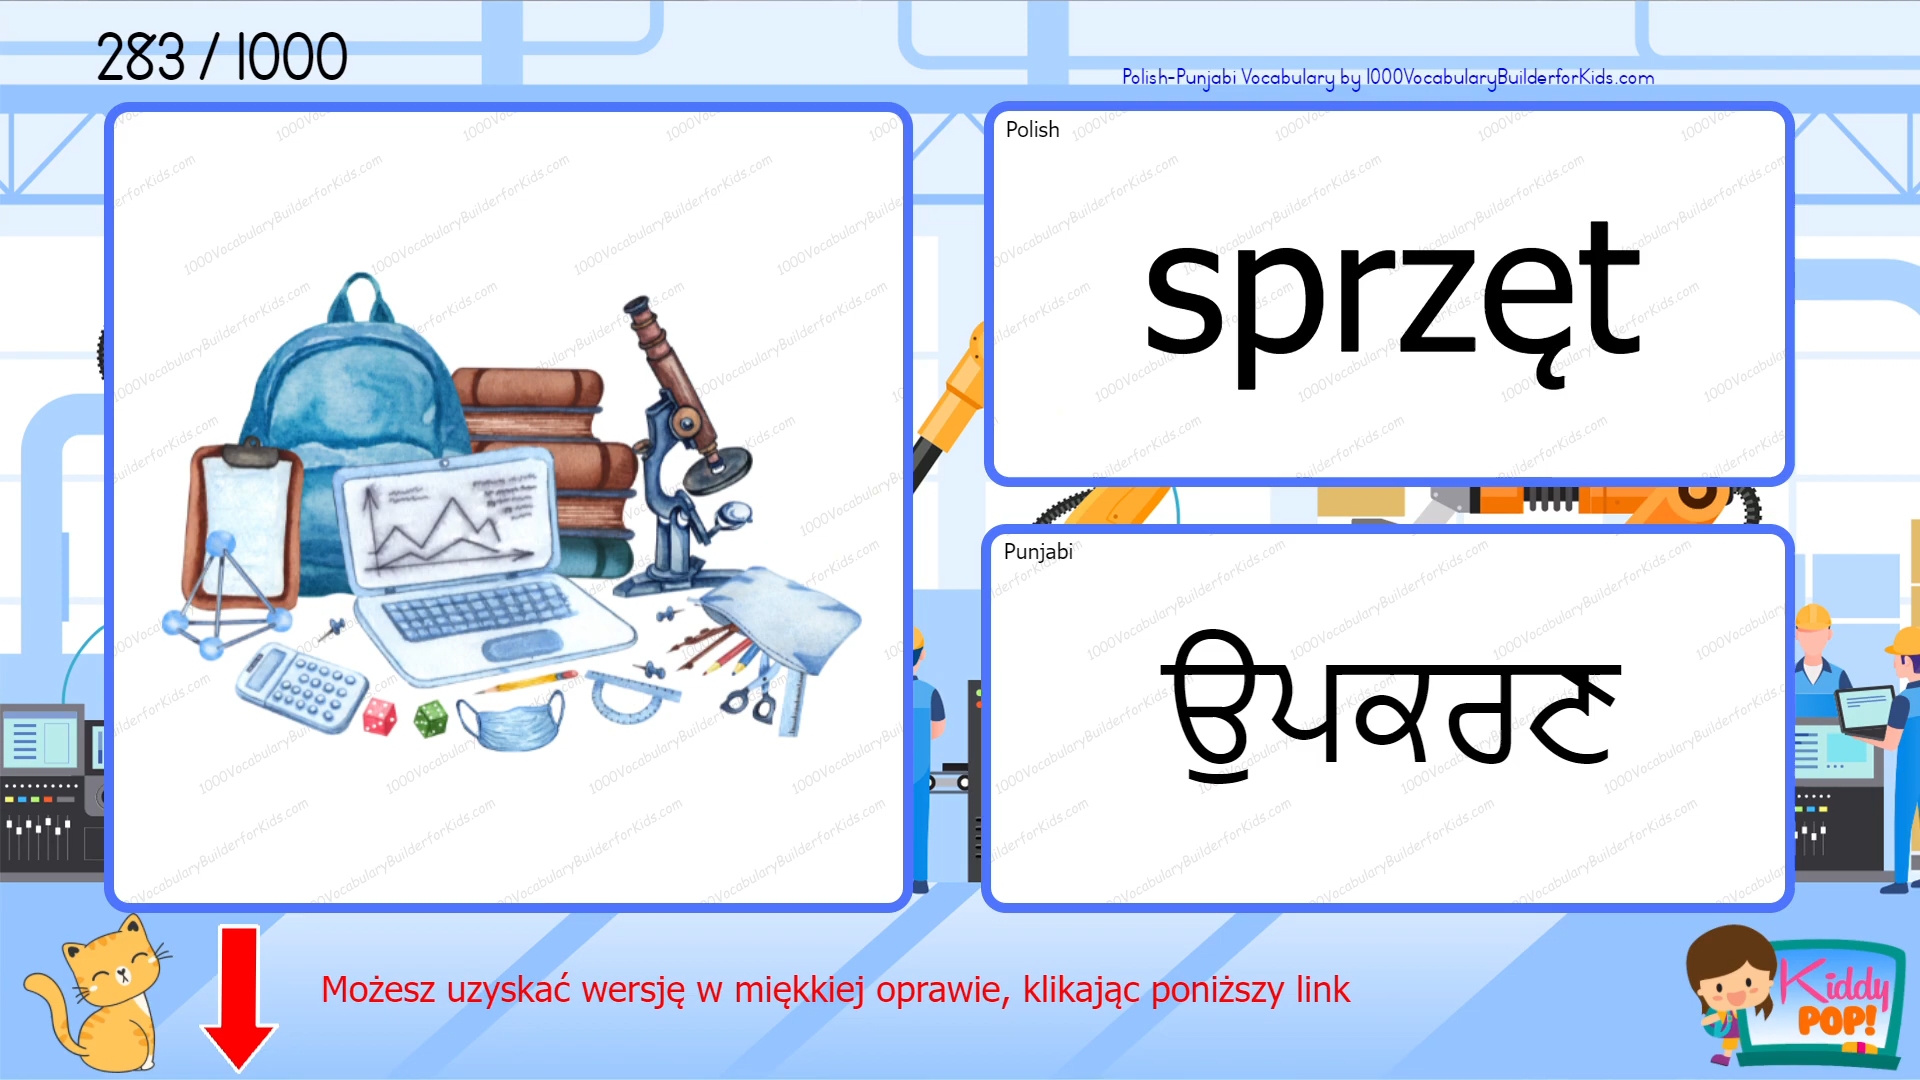 283 / 1000
Polish-Punjabi Vocabulary by 1000VocabularyBuilderforKids.com
Polish
sprzęt
Punjabi
ਉਪਕਰਣ
Możesz uzyskać wersję w miękkiej oprawie, klikając poniższy link
Kiddy
POP!